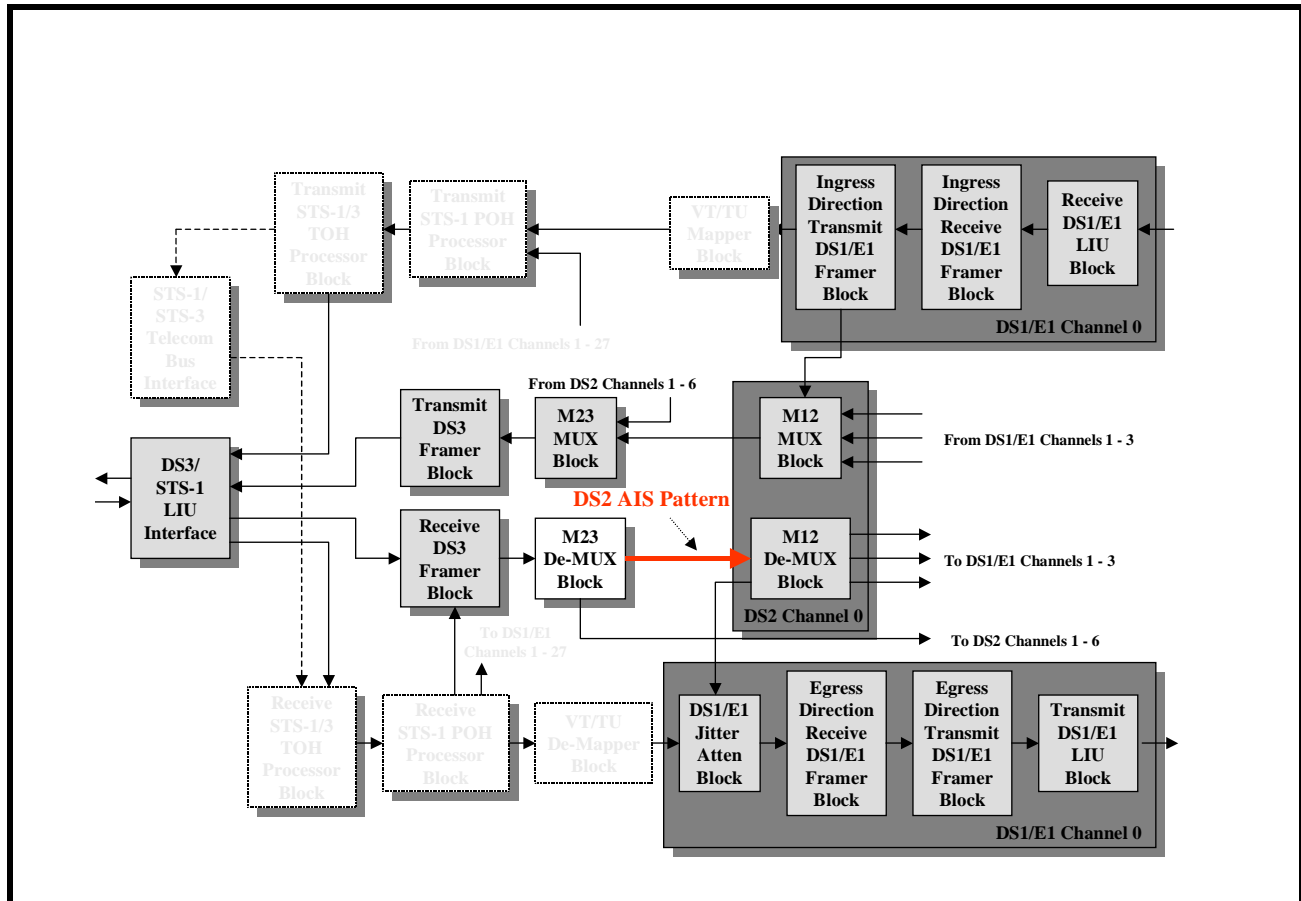 Transmit
STS-1/3
TOH
Processor
Block
Transmit
STS-1 POH
Processor
Block
VT/TU
Mapper
Block
Ingress
Direction
Transmit
DS1/E1
Framer
Block
Ingress
Direction
Receive
DS1/E1
Framer
Block
Receive
DS1/E1
LIU
Block
DS1/E1 Channel 0
STS-1/
STS-3
Telecom
Bus
Interface
From DS1/E1 Channels 1 - 27
From DS2 Channels 1 - 6
Transmit
DS3
Framer
Block
M23
MUX
Block
M12
MUX
Block
From DS1/E1 Channels 1 - 3
DS3/
STS-1
LIU
Interface
DS2 AIS Pattern
Receive
DS3
Framer
Block
M23
De-MUX
Block
M12
De-MUX
Block
To DS1/E1 Channels 1 - 3
DS2 Channel 0
To DS1/E1
Channels 1 - 27
To DS2 Channels 1 - 6
Receive
STS-1/3
TOH
Processor
Block
Receive
STS-1 POH
Processor
Block
VT/TU
De-Mapper
Block
DS1/E1
Jitter
Atten
Block
Egress
Direction
Receive
DS1/E1
Framer
Block
Egress
Direction
Transmit
DS1/E1
Framer
Block
Transmit
DS1/E1
LIU
Block
DS1/E1 Channel 0